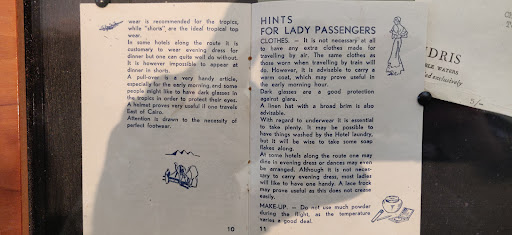 wear is recommended for the tropics,
while "shorts", are the ideal tropical top
wear.
In some hotels along the route it is
customary to wear evening dress for
dinner but one can quite well do without.
It is however impossible to appear at
dinner in shorts.
A pull-over is a very handy article,
especially for the early morning, and some
people might like to have dark glasses in
the tropics in order to protect their eyes.
A helmet proves very useful if one travels
East of Cairo.
Attention is drawn to the necessity of
perfect footwear.
10
HINTS
FOR LADY PASSENGERS
CLOTHES. — It is not necessary at all
to have any extra clothes made for
travelling by air. The same clothes as
those worn when travelling by train will
do. However, it is advisable to carry a
warm coat, which may prove useful in
the early morning hour.
Dark glasses are a good protection
against glare.
A linen hat with a broad brim is also
advisable.
With regard to underwear it is essential
to take plenty. It may be possible to
have things washed by the Hotel laundry,
but it will be wise to take some soap
flakes along.
At some hotels along the route one may
dine in evening dress or dances may even
be arranged. Although it is not neces-
sary to carry evening dress, most ladies
will like to have one handy. A lace frock
may prove useful as this does not crease
easily.
MAKE-UP. — Do not use much powder
during the flight, as the temperature
varies a good deal.
11
DRIS
WATERS
exclusively
5/-